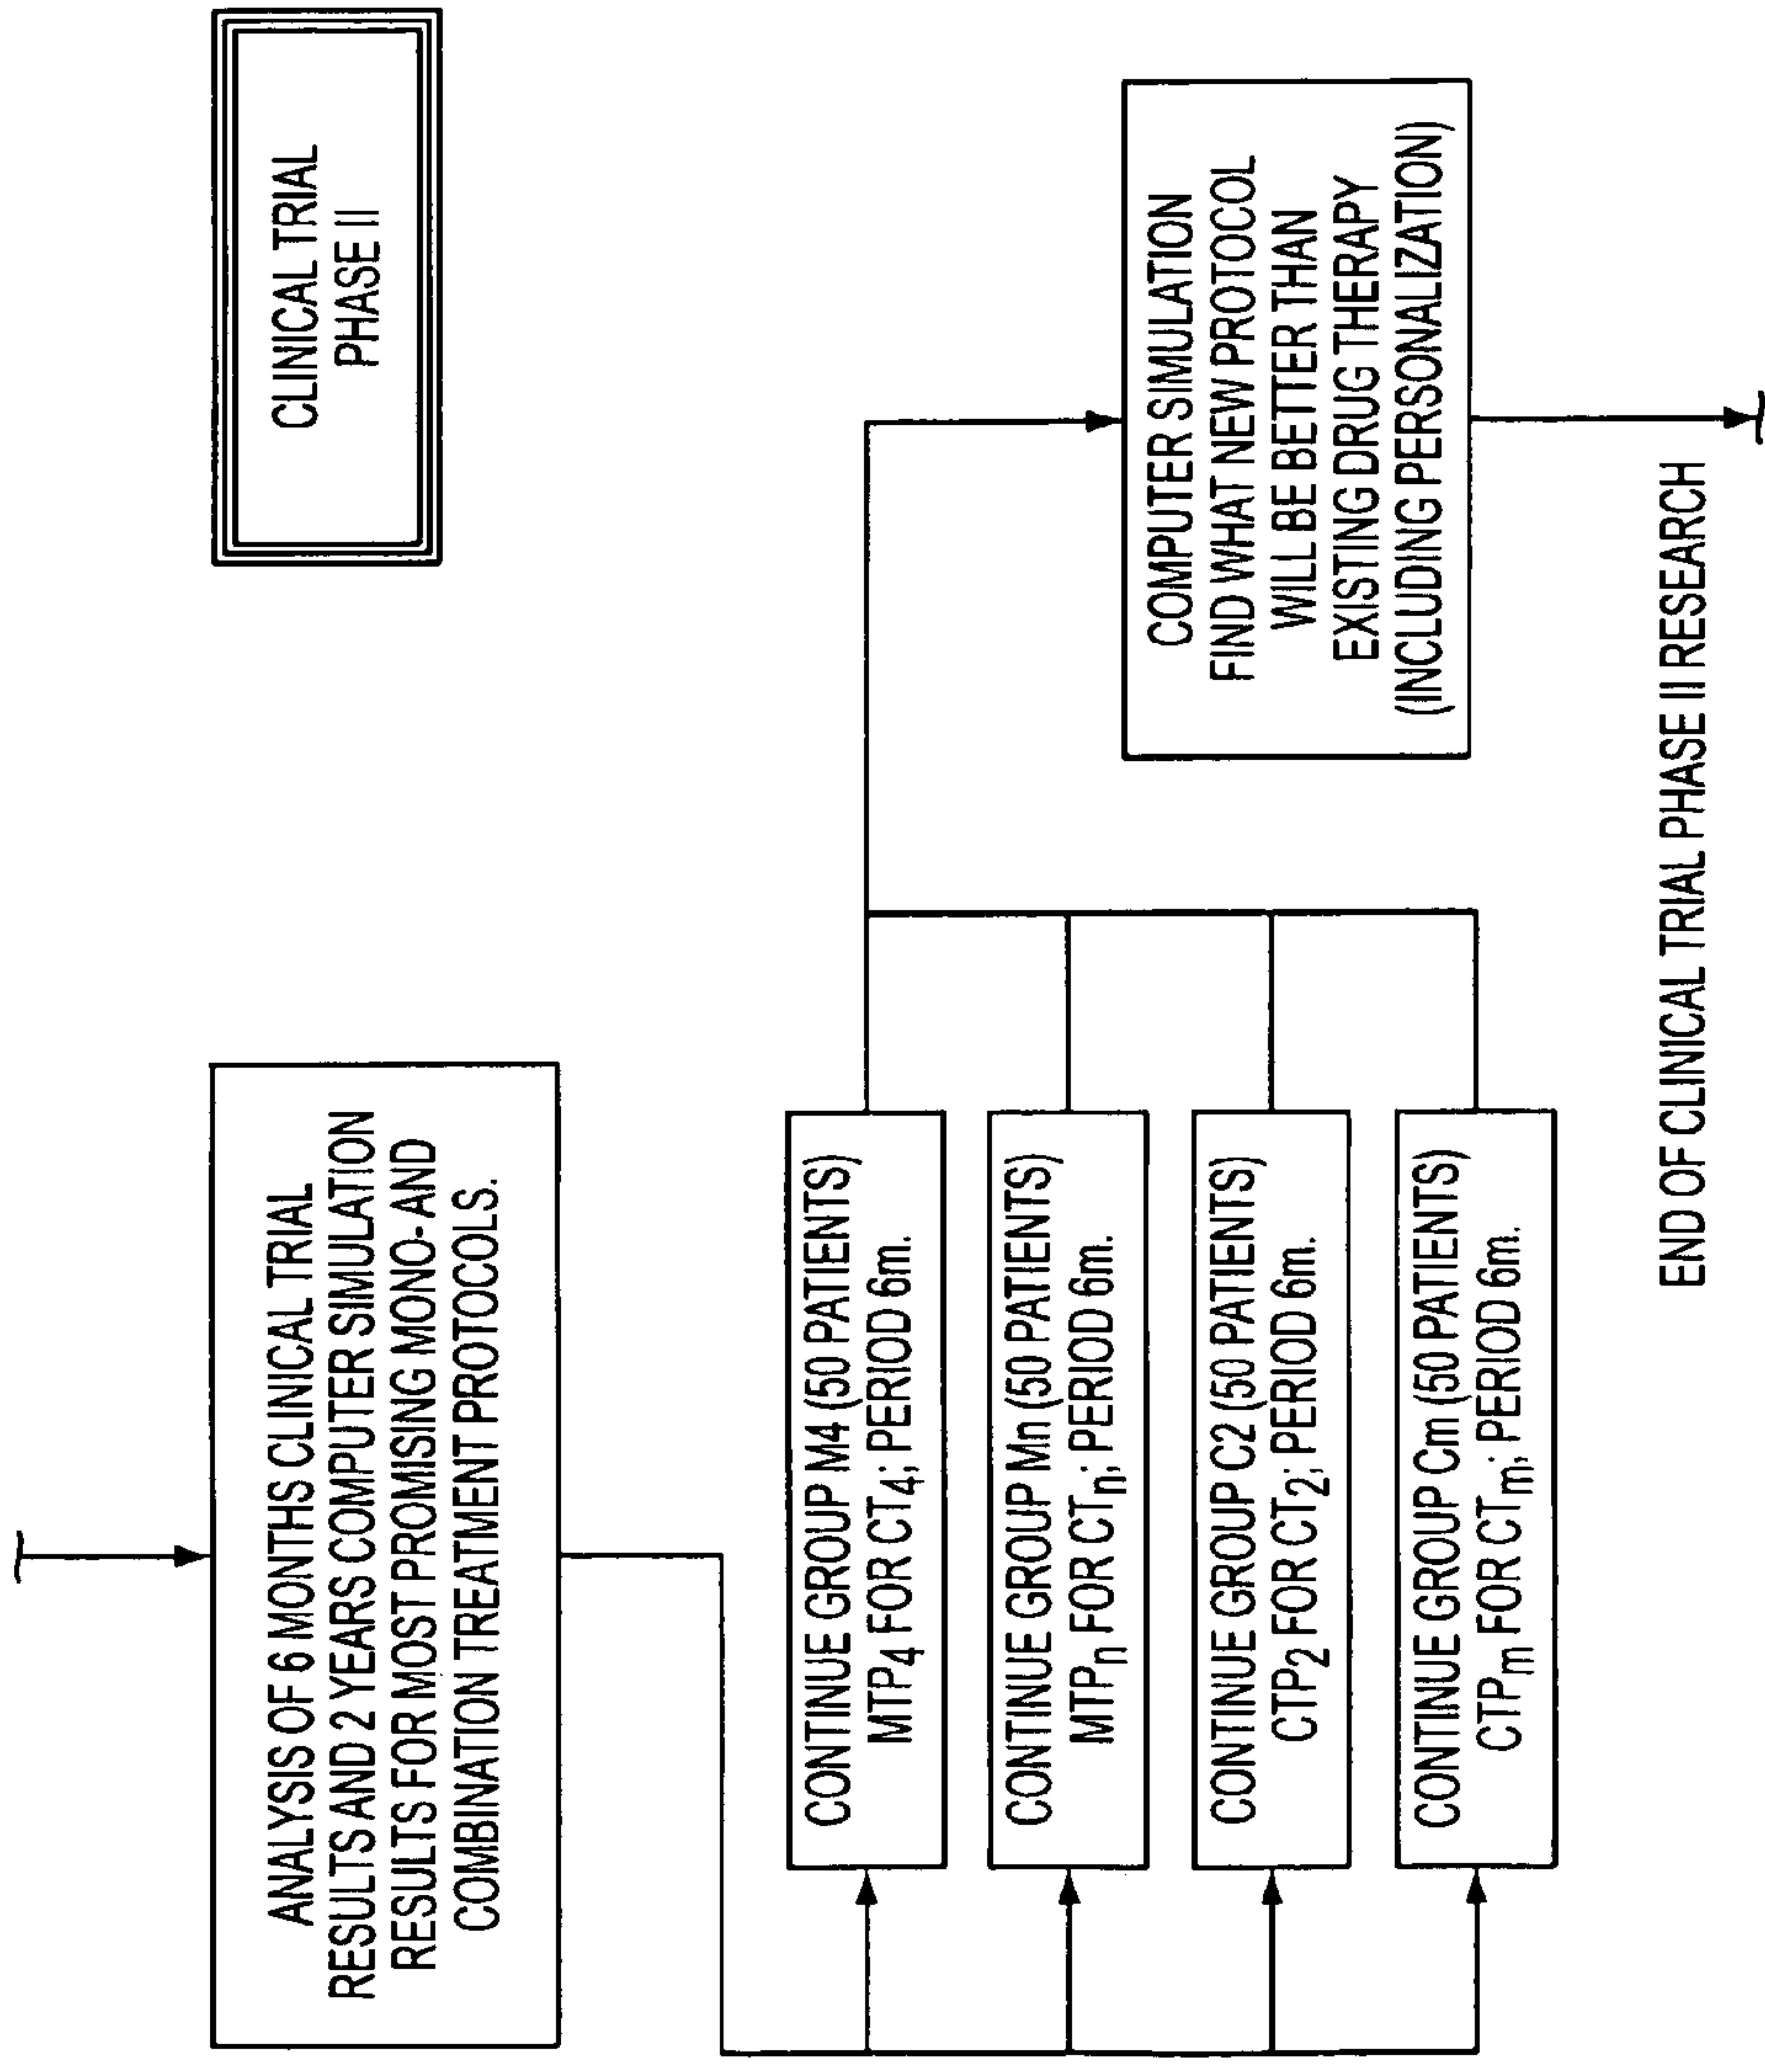 CLINICAL TRIAL
PHASE II
ANALYSIS OF 6 MONTHS CLINICAL TRIAL
RESULTS AND 2 YEARS COMPUTER SIMULATION
RESULTS FOR MOST PROMISING MONO- AND
COMBINATION TREATMENT PROTOCOLS.
CONTINUE GROUP M4 (50 PATIENTS)
MTP₄ FOR CT₄; PERIOD 6m.
CONTINUE GROUP Mn (50 PATIENTS)
MTPₙ FOR CTₙ; PERIOD 6m.
CONTINUE GROUP C2 (50 PATIENTS)
CTP₂ FOR CT₂; PERIOD 6m.
CONTINUE GROUP Cm (50 PATIENTS)
CTPₘ FOR CTₘ; PERIOD 6m.
COMPUTER SIMULATION
FIND WHAT NEW PROTOCOL
WILL BE BETTER THAN
EXISTING DRUG THERAPY
(INCLUDING PERSONALIZATION)
END OF CLINICAL TRIAL PHASE II RESEARCH